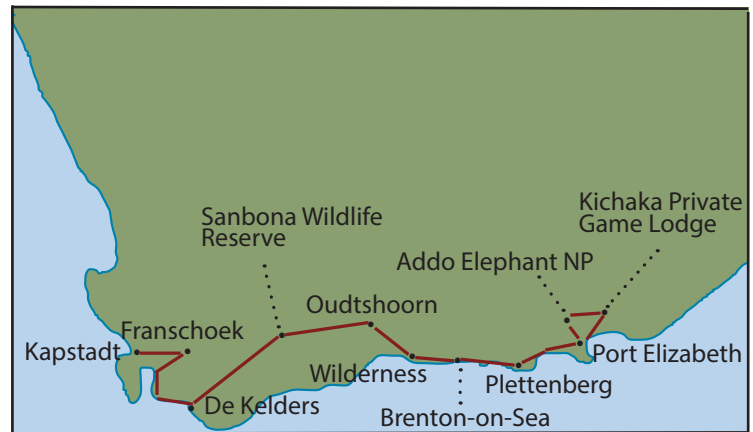 Kichaka Private
Game Lodge
Sanbona Wildlife
Reserve
Addo Elephant NP
Oudtshoorn
Franschoek
Kapstadt
Port Elizabeth
Wilderness
Plettenberg
De Kelders
Brenton-on-Sea